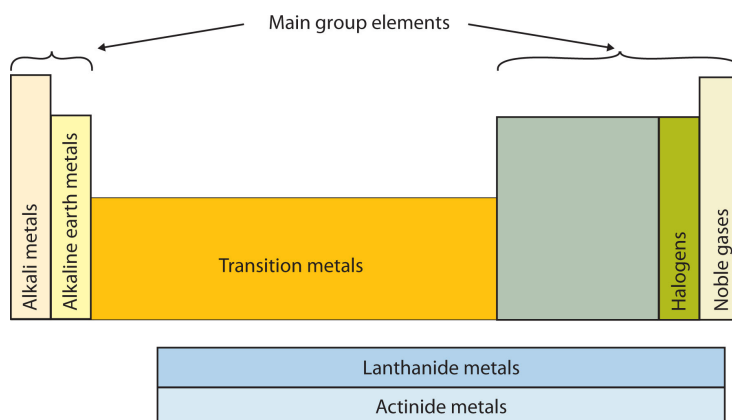 Main group elements
Alkali metals
Alkaline earth metals
Transition metals
Halogens
Noble gases
Lanthanide metals
Actinide metals